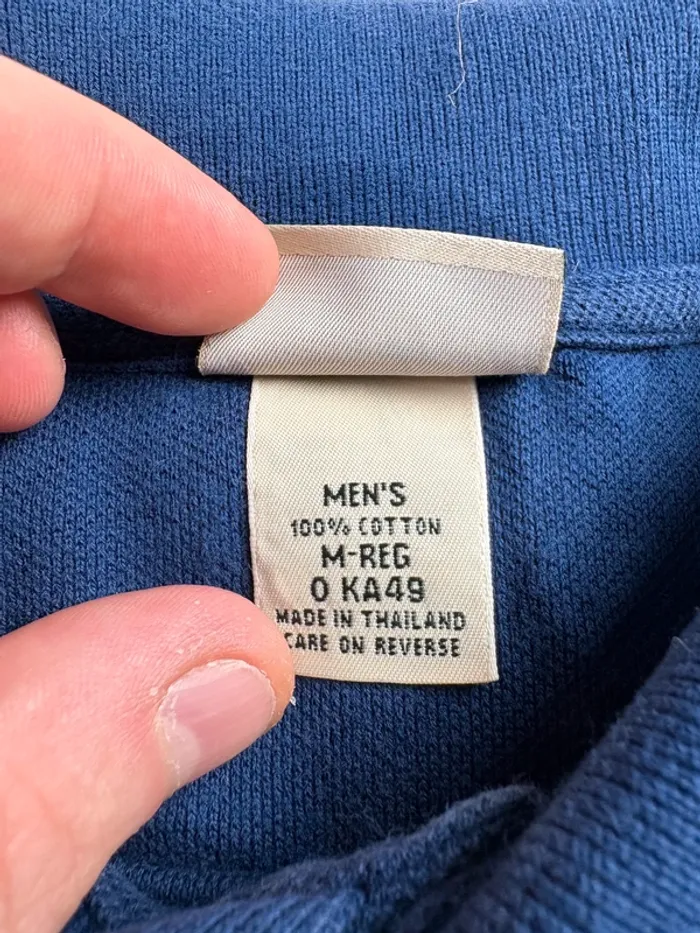 MEN'S
100% COTTON
M-REG
0 KA49
MADE IN THAILAND
CARE ON REVERSE